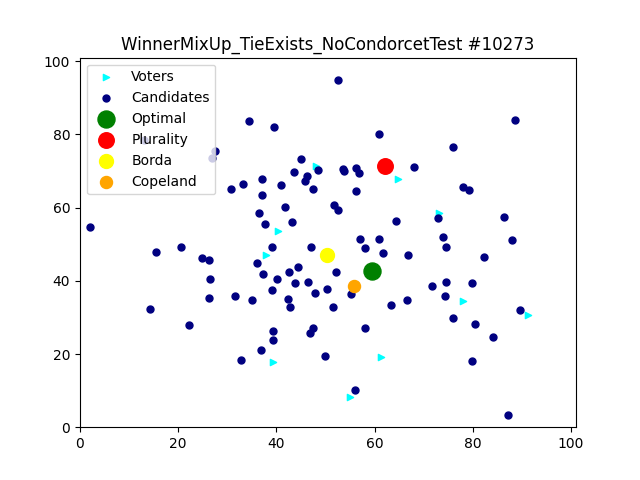 WinnerMixUp_TieExists_NoCondorcetTest #10273
100
80
60
40
20
0
0 20 40 60 80 100
Voters
Candidates
Optimal
Plurality
Borda
Copeland